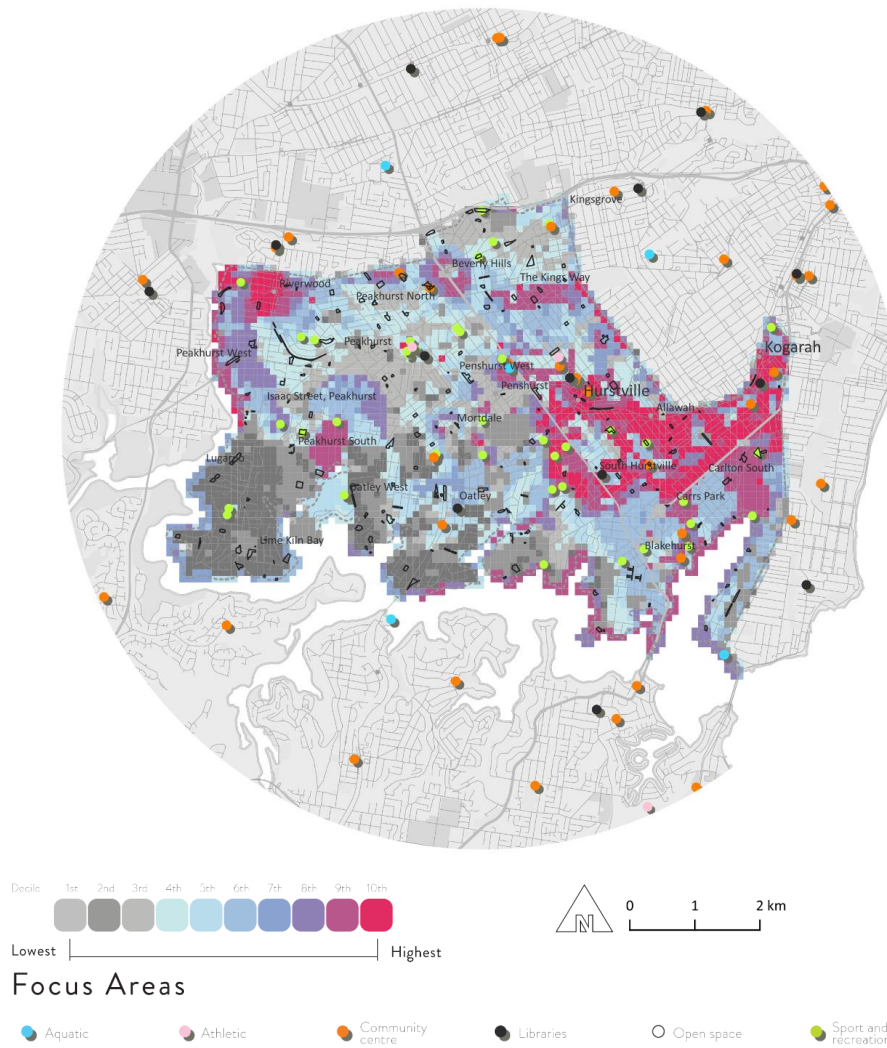 Kingsgrove
Beverly Hills
The Kings Way
Riverwood
Peakhurst North
Peakhurst
Kogarah
Peakhurst West
Penshurst West
Penshurst
Hurstville
Isaac Street, Peakhurst
Allawah
Mortdale
Peakhurst South
Lugarno
South Hurstville
Carlton South
Oatley West
Oatley
Carrs Park
Lime Kiln Bay
Blakehurst
Decile 1st 2nd 3rd 4th 5th 6th 7th 8th 9th 10th
N 0 1 2 km
Lowest Highest
Focus Areas
Aquatic Athletic Community centre Libraries Open space Sport and recreation